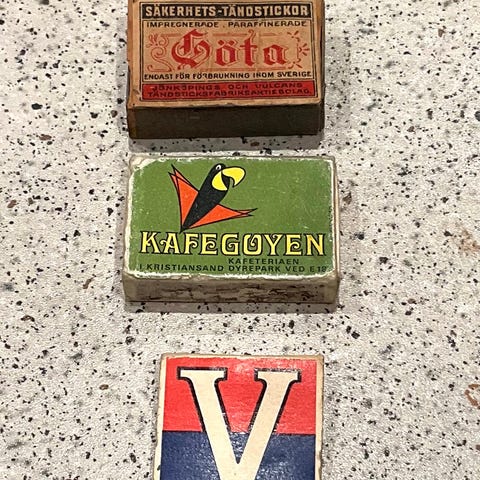 SÄKERHETS-TÄNDSTICKOR
IMPREGNERADE, PARAFFINERADE
Göta
ENDAST FÖR FÖRBRUKNING INOM SVERIGE
JÖNKÖPINGS OCH VULCANS
TÄNDSTICKSFABRIKSAKTIEBOLAG
KAFEGØYEN
KAFETERIAEN
I KRISTIANSAND DYREPARK VED E 18
V